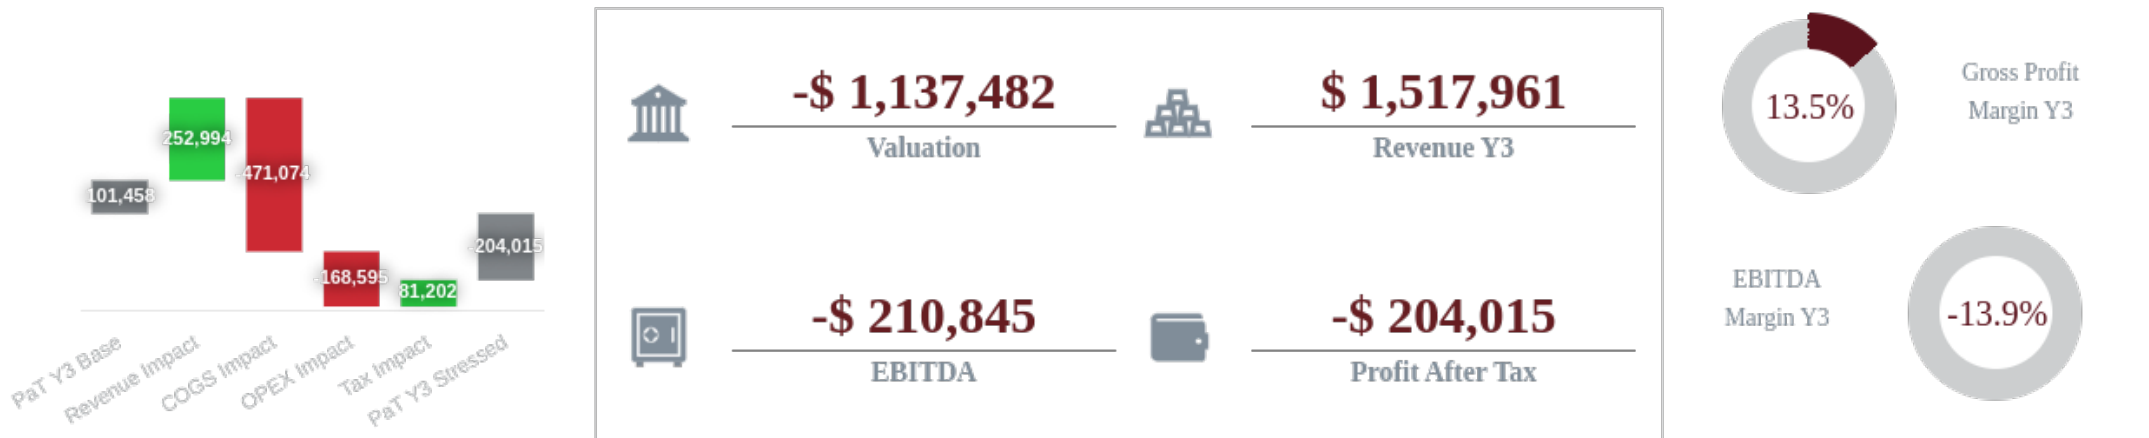 252,994
-471,074
101,458
-204,015
-168,595
81,202
PaT Y3 Base
Revenue Impact
COGS Impact
OPEX Impact
Tax Impact
PaT Y3 Stressed
-$ 1,137,482
Valuation
$ 1,517,961
Revenue Y3
-$ 210,845
EBITDA
-$ 204,015
Profit After Tax
13.5%
Gross Profit
Margin Y3
EBITDA
Margin Y3
-13.9%